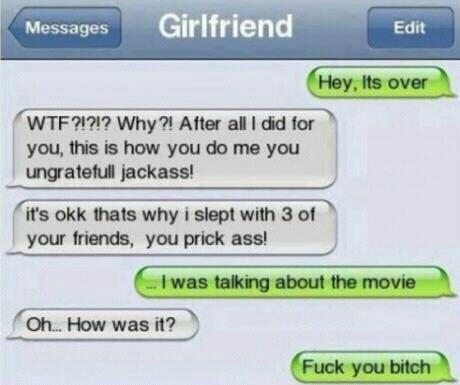 Messages Girlfriend Edit
Hey, Its over
WTF?!?!? Why?! After all I did for
you, this is how you do me you
ungratefull jackass!
it's okk thats why i slept with 3 of
your friends, you prick ass!
... I was talking about the movie
Oh... How was it?
Fuck you bitch